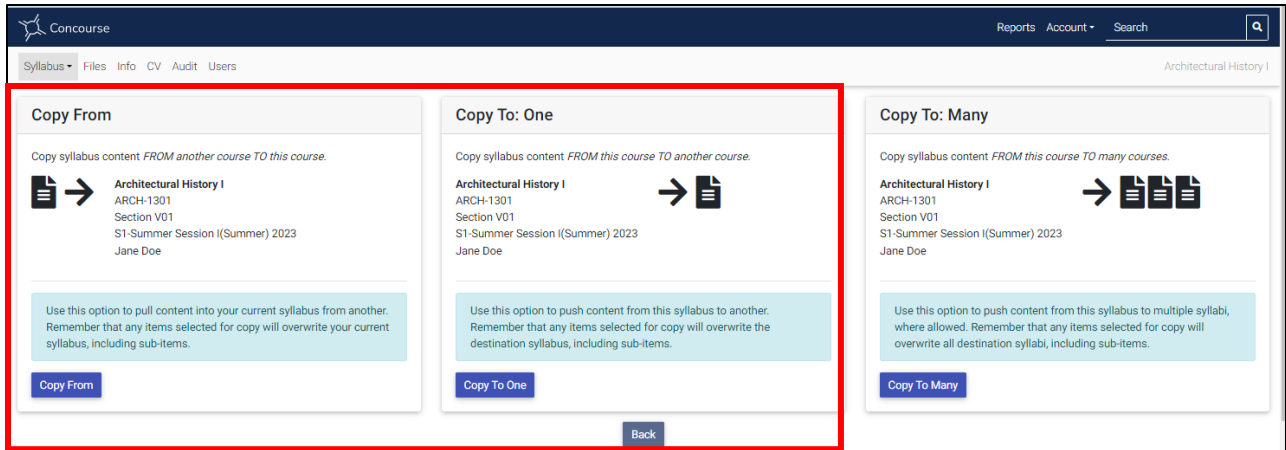 Concourse
Reports Account Search
Syllabus Files Info CV Audit Users
Architectural History I
Copy From
Copy syllabus content FROM another course TO this course.
Architectural History I
ARCH-1301
Section V01
S1-Summer Session I(Summer) 2023
Jane Doe
Use this option to pull content into your current syllabus from another.
Remember that any items selected for copy will overwrite your current
syllabus, including sub-items.
Copy From
Copy To: One
Copy syllabus content FROM this course TO another course.
Architectural History I
ARCH-1301
Section V01
S1-Summer Session I(Summer) 2023
Jane Doe
Use this option to push content from this syllabus to another.
Remember that any items selected for copy will overwrite the
destination syllabus, including sub-items.
Copy To One
Copy To: Many
Copy syllabus content FROM this course TO many courses.
Architectural History I
ARCH-1301
Section V01
S1-Summer Session I(Summer) 2023
Jane Doe
Use this option to push content from this syllabus to multiple syllabi,
where allowed. Remember that any items selected for copy will
overwrite all destination syllabi, including sub-items.
Copy To Many
Back